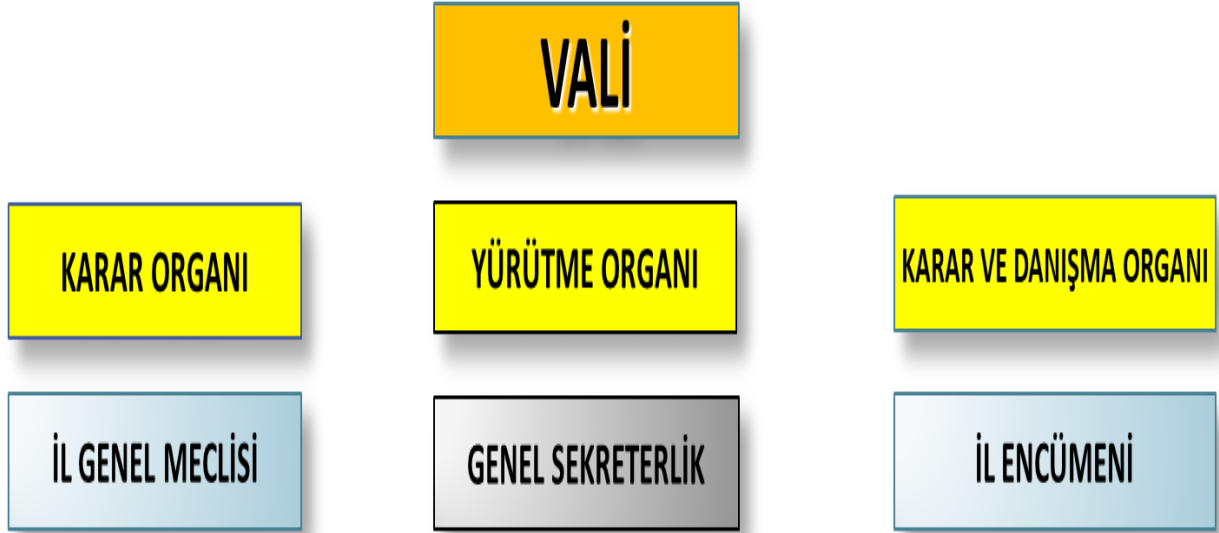 VALİ
KARAR ORGANI
YÜRÜTME ORGANI
KARAR VE DANIŞMA ORGANI
İL GENEL MECLİSİ
GENEL SEKRETERLİK
İL ENCÜMENİ